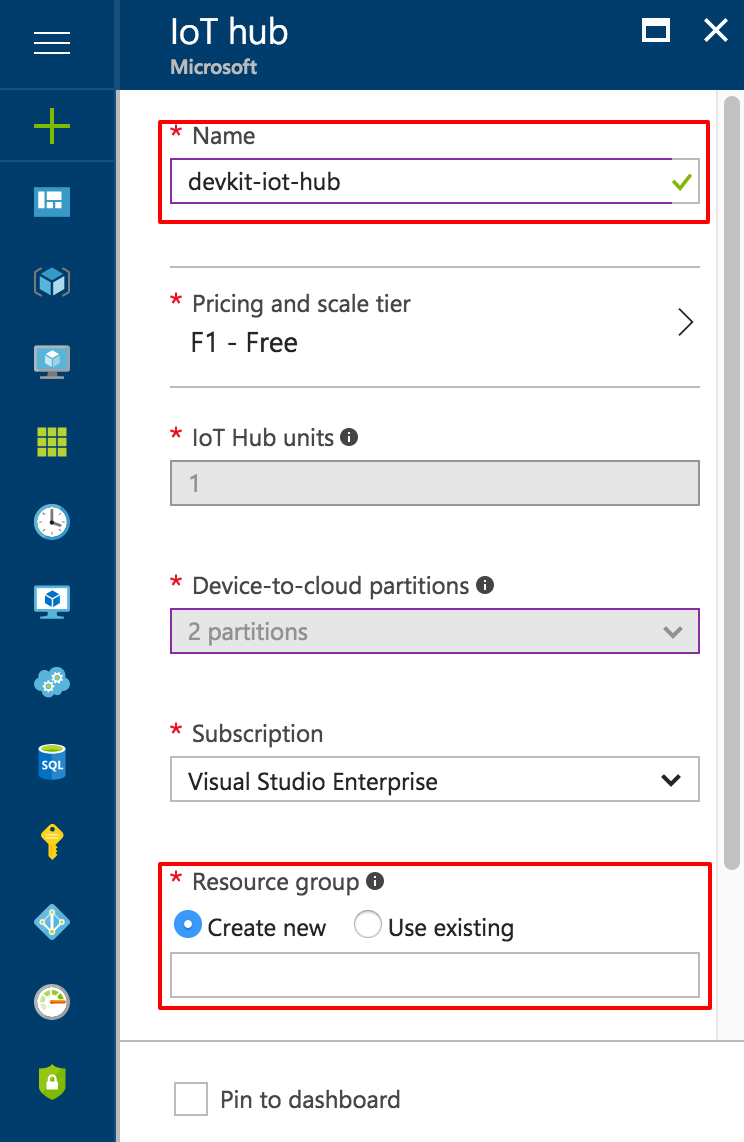 IoT hub
Microsoft
* Name
devkit-iot-hub
* Pricing and scale tier
F1 - Free
* IoT Hub units
1
* Device-to-cloud partitions
2 partitions
* Subscription
Visual Studio Enterprise
SQL
* Resource group
Create new Use existing
Pin to dashboard